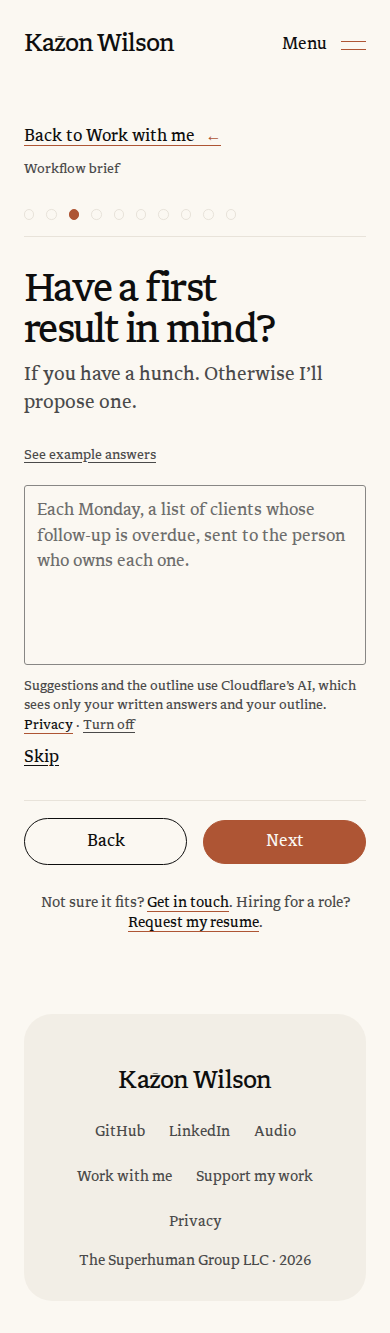 Kazon Wilson
Menu
Back to Work with me ←
Workflow brief
Have a first
result in mind?
If you have a hunch. Otherwise I’ll
propose one.
See example answers
Each Monday, a list of clients whose
follow-up is overdue, sent to the person
who owns each one.
Suggestions and the outline use Cloudflare’s AI, which
sees only your written answers and your outline.
Privacy · Turn off
Skip
Back
Next
Not sure it fits? Get in touch. Hiring for a role?
Request my resume.
Kazon Wilson
GitHub LinkedIn Audio
Work with me Support my work
Privacy
The Superhuman Group LLC · 2026